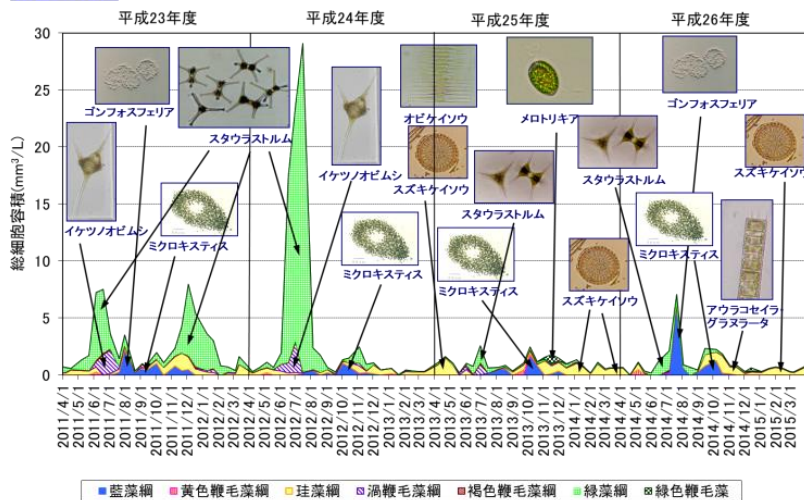 平成23年度
平成24年度
平成25年度
平成26年度
総細胞容積(mm³/L)
30
25
20
15
10
5
0
ゴンフォスフェリア
スタウラストルム
イケツノオビムシ
ミクロキスティス
イケツノオビムシ
ミクロキスティス
オビケイソウ
スズキケイソウ
メロトリキア
スタウラストルム
ミクロキスティス
スズキケイソウ
ゴンフォスフェリア
スタウラストルム
ミクロキスティス
スズキケイソウ
アウラコセイラ・
グラヌラータ
2011/4/1
2011/5/1
2011/6/1
2011/7/1
2011/8/1
2011/9/1
2011/10/1
2011/11/1
2011/12/1
2012/1/1
2012/2/1
2012/3/1
2012/4/1
2012/5/1
2012/6/1
2012/7/1
2012/8/1
2012/9/1
2012/10/1
2012/11/1
2012/12/1
2013/1/1
2013/2/1
2013/3/1
2013/4/1
2013/5/1
2013/6/1
2013/7/1
2013/8/1
2013/9/1
2013/10/1
2013/11/1
2013/12/1
2014/1/1
2014/2/1
2014/3/1
2014/4/1
2014/5/1
2014/6/1
2014/7/1
2014/8/1
2014/9/1
2014/10/1
2014/11/1
2014/12/1
2015/1/1
2015/2/1
2015/3/1
藍藻綱
黄色鞭毛藻綱
珪藻綱
渦鞭毛藻綱
褐色鞭毛藻綱
緑藻綱
緑色鞭毛藻